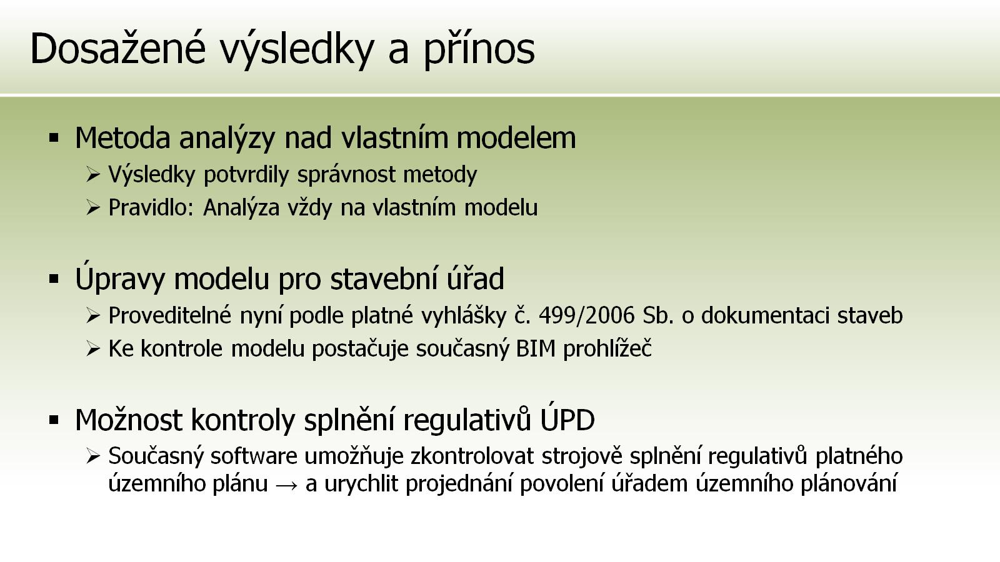 Dosažené výsledky a přínos
▪ Metoda analýzy nad vlastním modelem
➢ Výsledky potvrdily správnost metody
➢ Pravidlo: Analýza vždy na vlastním modelu
▪ Úpravy modelu pro stavební úřad
➢ Proveditelné nyní podle platné vyhlášky č. 499/2006 Sb. o dokumentaci staveb
➢ Ke kontrole modelu postačuje současný BIM prohlížeč
▪ Možnost kontroly splnění regulativů ÚPD
➢ Současný software umožňuje zkontrolovat strojově splnění regulativů platného
územního plánu → a urychlit projednání povolení úřadem územního plánování